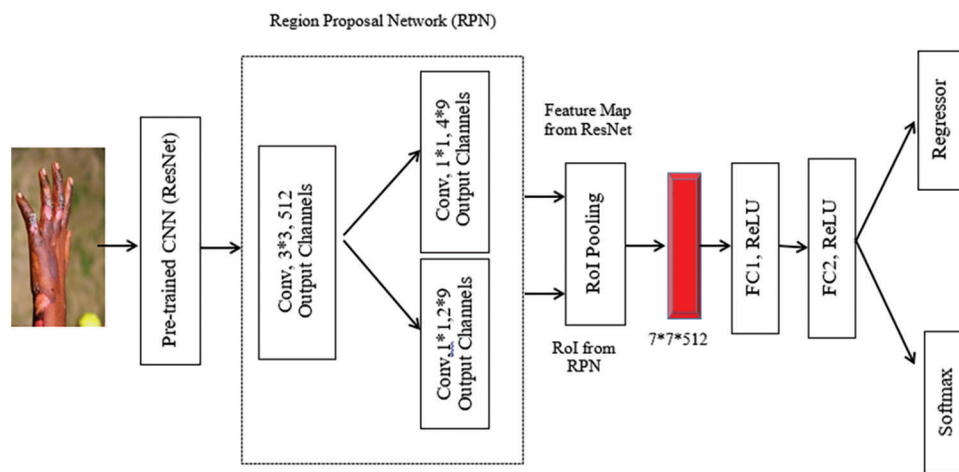 Region Proposal Network (RPN)
Pre-trained CNN (ResNet)
Conv, 3*3, 512
Output Channels
Conv, 1*1, 4*9
Output Channels
Conv,1*1,2*9
Output Channels
Feature Map
from ResNet
RoI Pooling
RoI from
RPN
7*7*512
FC1, ReLU
FC2, ReLU
Regressor
Softmax